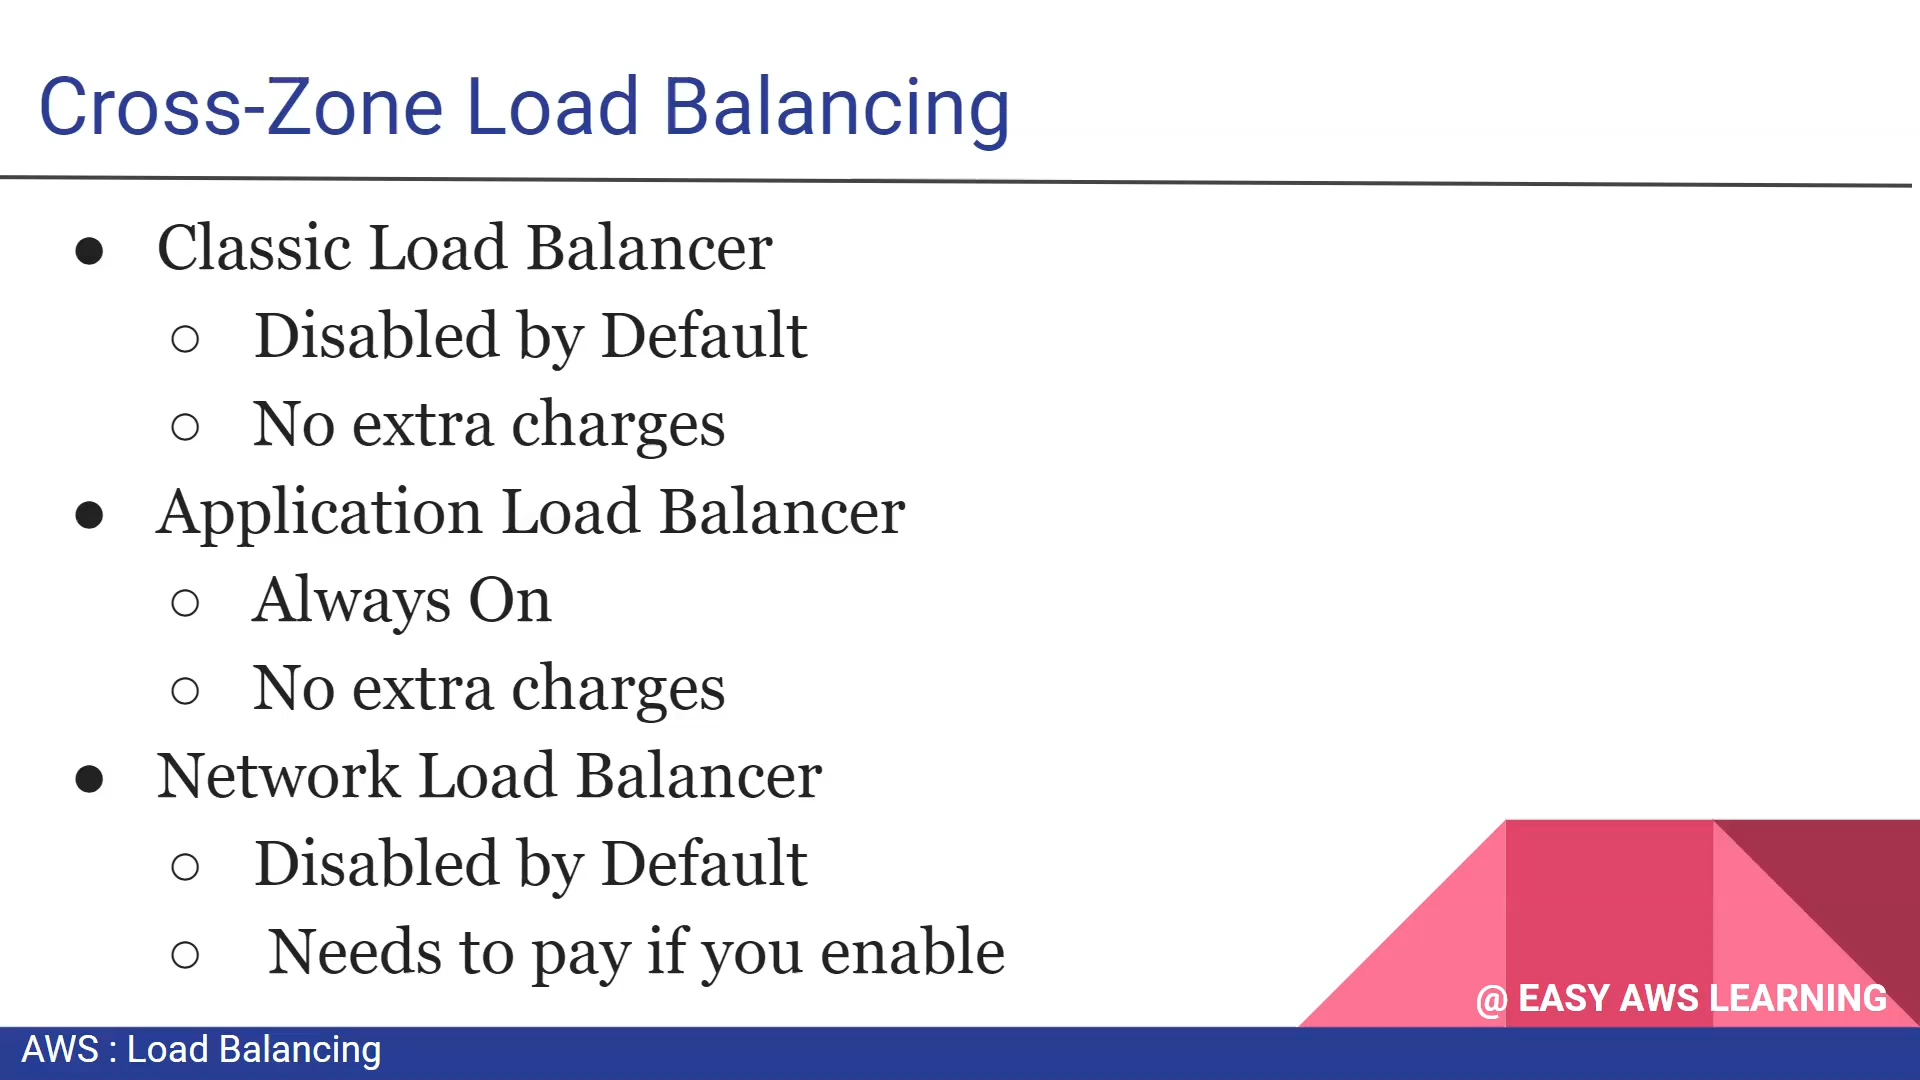 Cross-Zone Load Balancing
● Classic Load Balancer
○ Disabled by Default
○ No extra charges
● Application Load Balancer
○ Always On
○ No extra charges
● Network Load Balancer
○ Disabled by Default
○ Needs to pay if you enable
@ EASY AWS LEARNING
AWS : Load Balancing